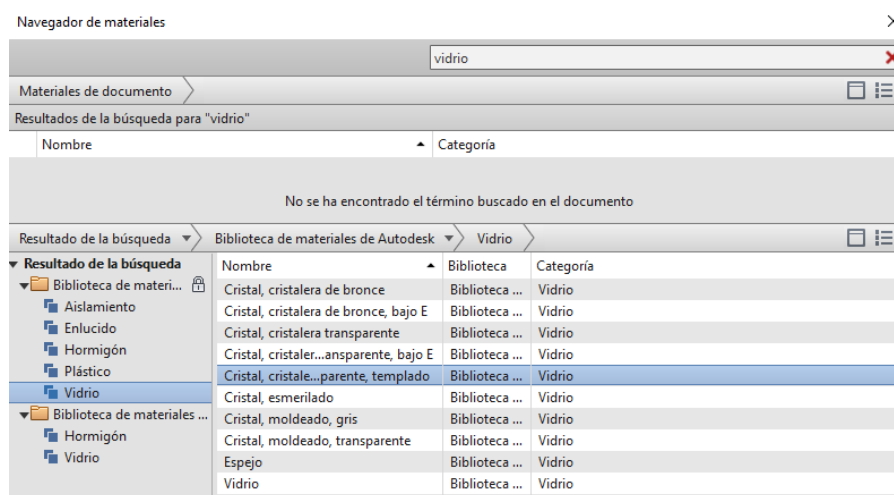 Navegador de materiales
vidrio
Materiales de documento
Resultados de la búsqueda para "vidrio"
Nombre Categoría
No se ha encontrado el término buscado en el documento
Resultado de la búsqueda Biblioteca de materiales de Autodesk Vidrio
Resultado de la búsqueda
Biblioteca de materi...
Aislamiento
Enlucido
Hormigón
Plástico
Vidrio
Biblioteca de materiales ...
Hormigón
Vidrio
Nombre Biblioteca Categoría
Cristal, cristalera de bronce Biblioteca ... Vidrio
Cristal, cristalera de bronce, bajo E Biblioteca ... Vidrio
Cristal, cristalera transparente Biblioteca ... Vidrio
Cristal, cristaler...ansparente, bajo E Biblioteca ... Vidrio
Cristal, cristale...parente, templado Biblioteca ... Vidrio
Cristal, esmerilado Biblioteca ... Vidrio
Cristal, moldeado, gris Biblioteca ... Vidrio
Cristal, moldeado, transparente Biblioteca ... Vidrio
Espejo Biblioteca ... Vidrio
Vidrio Biblioteca ... Vidrio